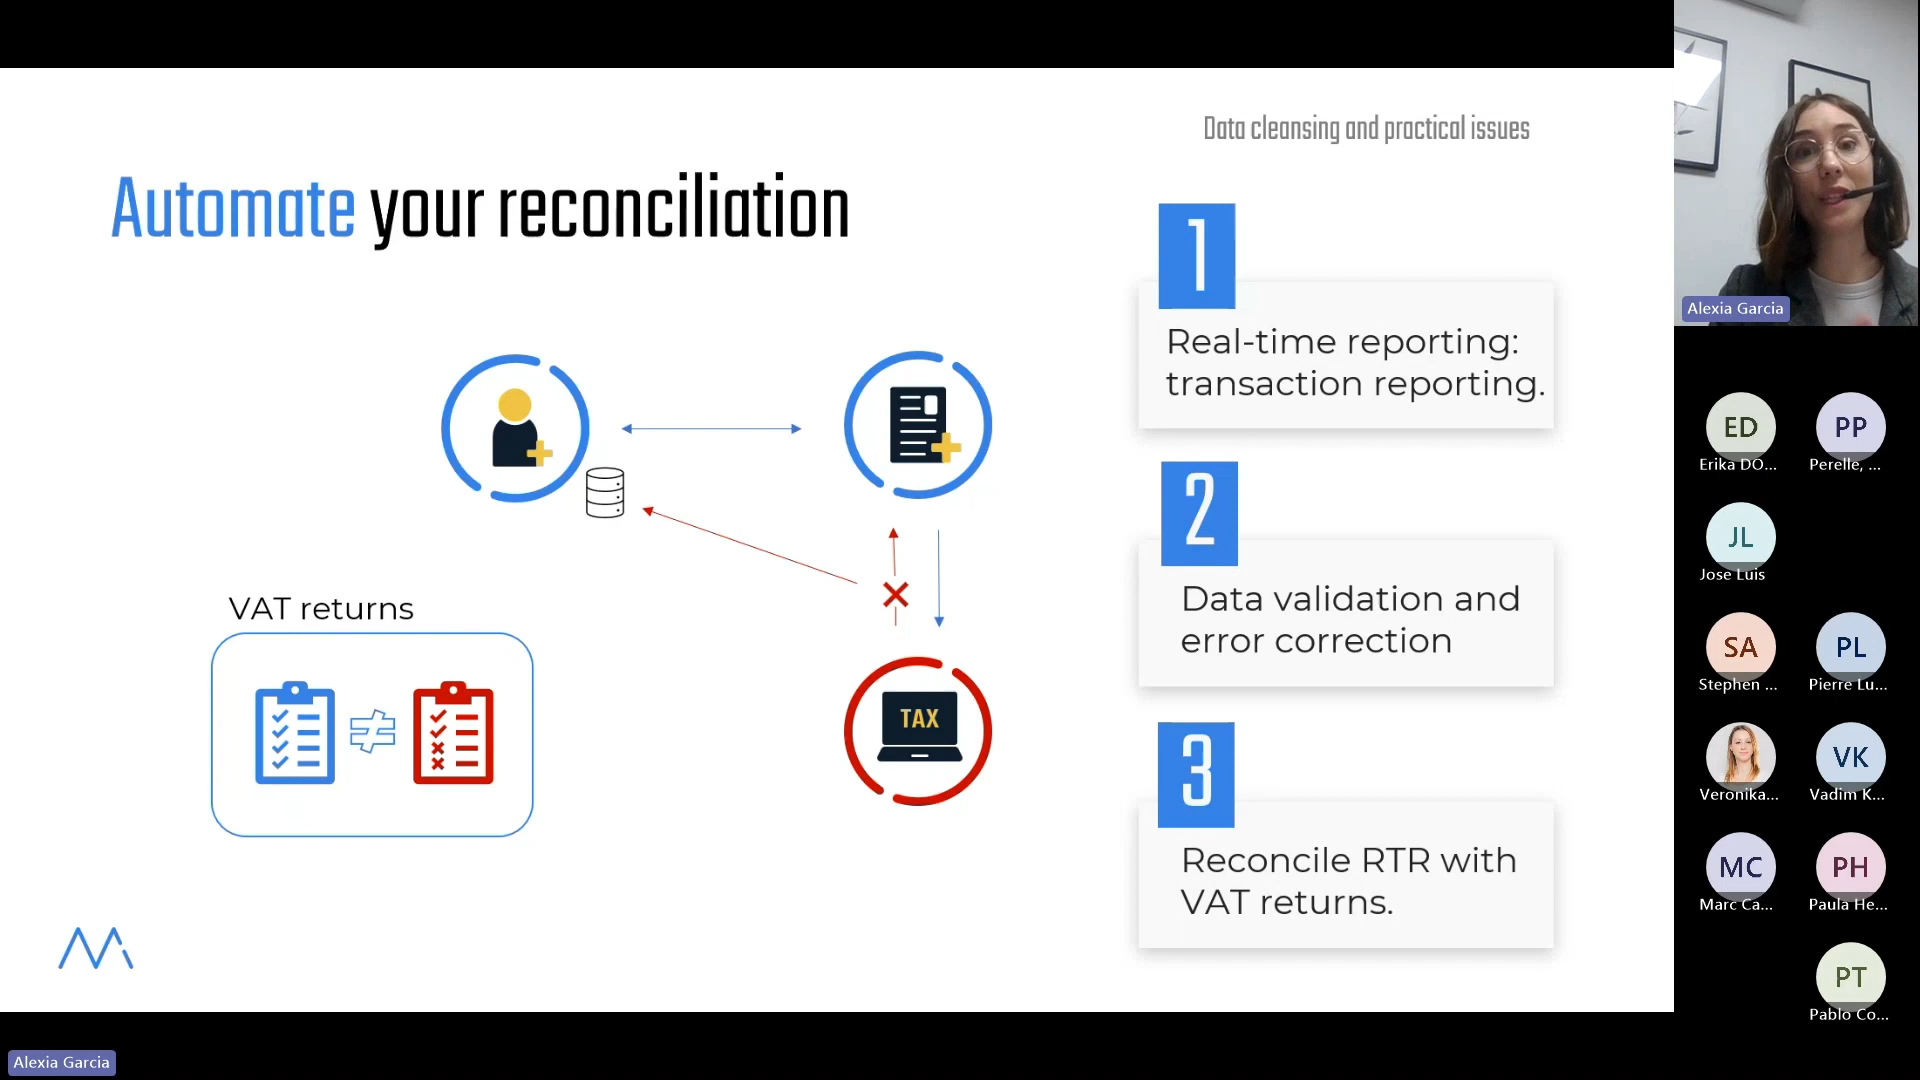 Data cleansing and practical issues
Automate your reconciliation
1
Real-time reporting:
transaction reporting.
2
Data validation and
error correction
3
Reconcile RTR with
VAT returns.
VAT returns
≠
TAX
Alexia Garcia
ED
Erika DO...
PP
Perelle, ...
JL
Jose Luis
SA
Stephen ...
PL
Pierre Lu...
Veronika...
VK
Vadim K...
MC
Marc Ca...
PH
Paula He...
PT
Pablo Co...
Alexia Garcia